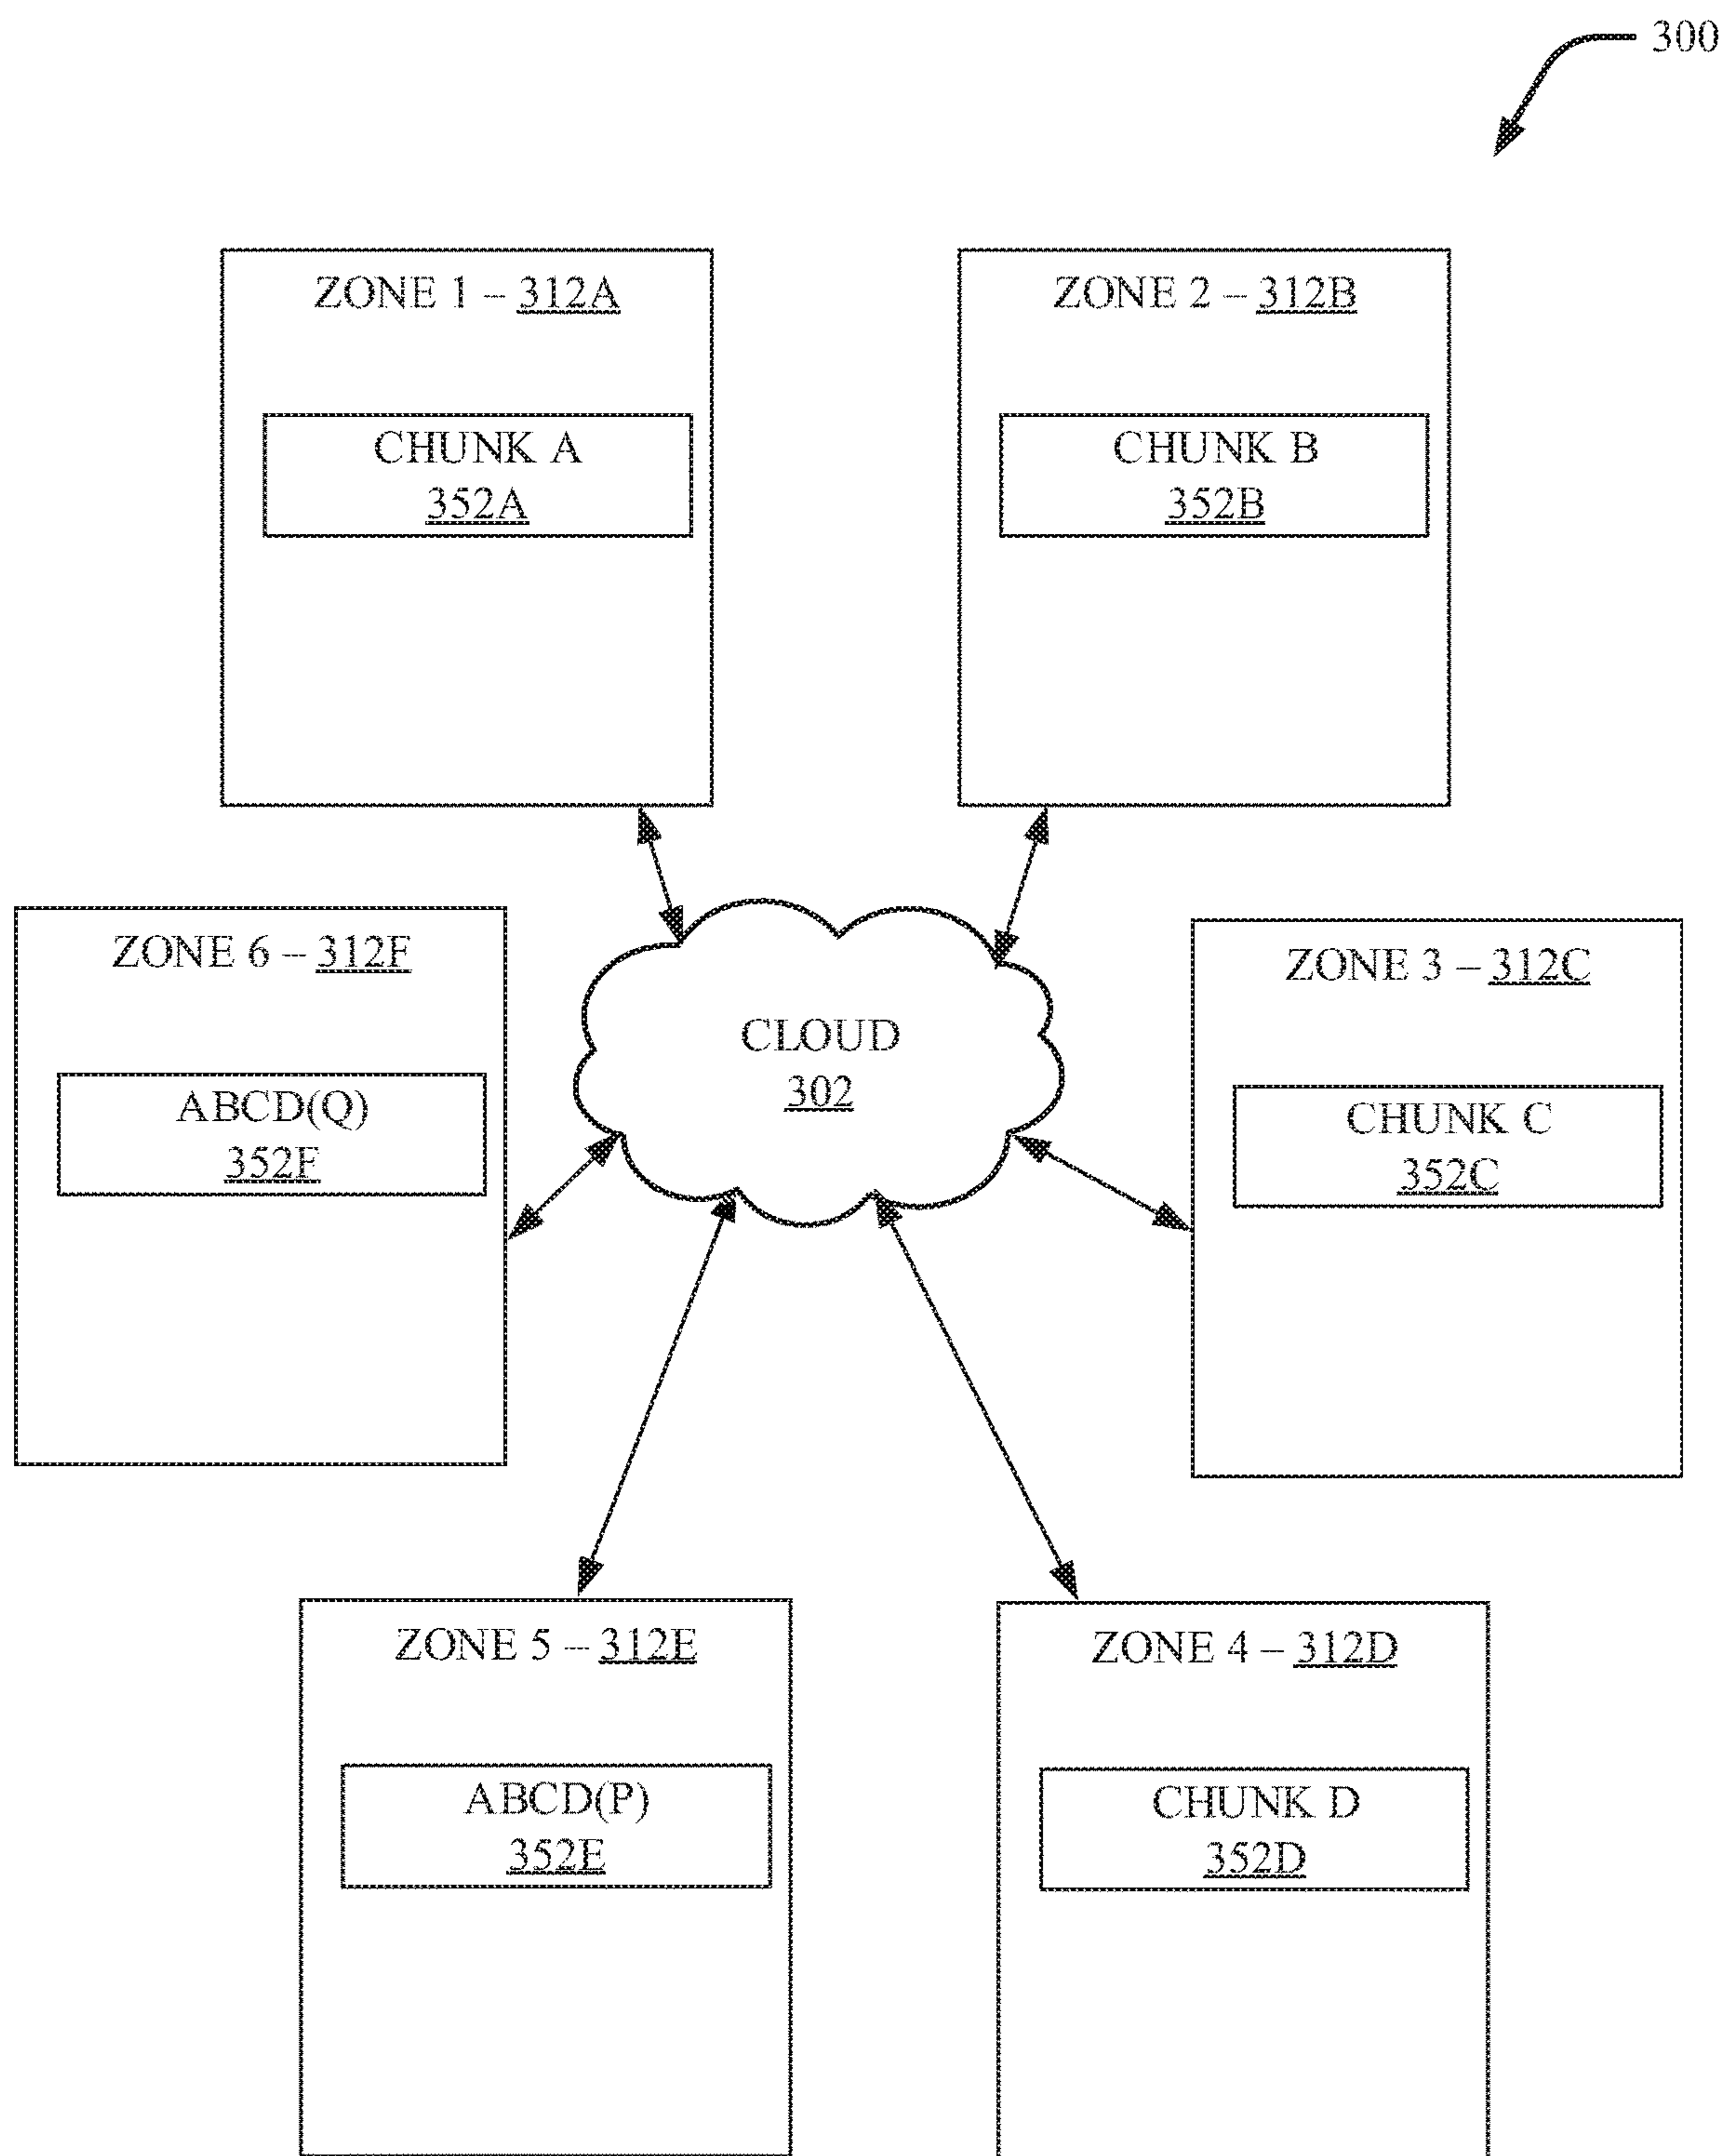 300
ZONE 1 – 312A
CHUNK A
352A
ZONE 2 – 312B
CHUNK B
352B
ZONE 6 – 312F
ABCD(Q)
352F
CLOUD
302
ZONE 3 – 312C
CHUNK C
352C
ZONE 5 – 312E
ABCD(P)
352E
ZONE 4 – 312D
CHUNK D
352D